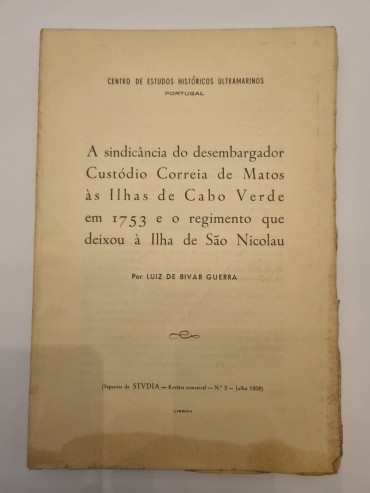 CENTRO DE ESTUDOS HISTÓRICOS ULTRAMARINOS
PORTUGAL
A sindicância do desembargador
Custódio Correia de Matos
às Ilhas de Cabo Verde
em 1753 e o regimento que
deixou à Ilha de São Nicolau
Por LUIZ DE BIVAR GUERRA
(Separata de STVDIA — Revista semestral — N.º 2 — Julho 1958)
LISBOA